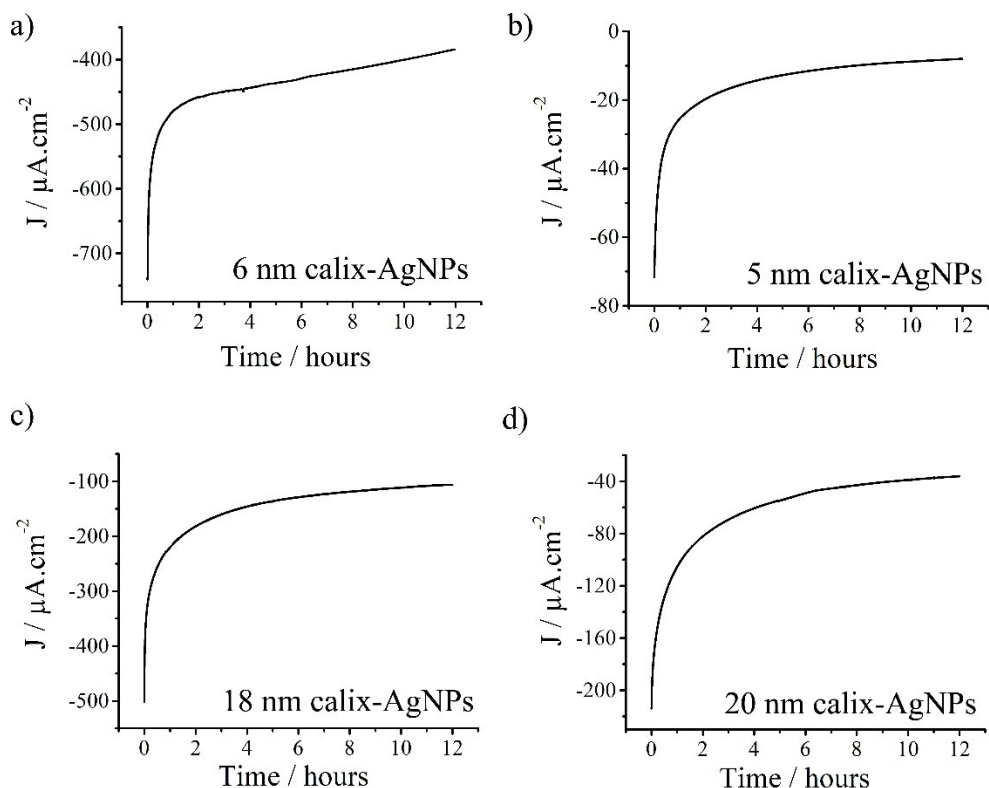 a)
-400
-500
-600
-700
J / µA.cm-2
6 nm calix-AgNPs
0 2 4 6 8 10 12
Time / hours
b)
0
-20
-40
-60
-80
J / µA.cm-2
5 nm calix-AgNPs
0 2 4 6 8 10 12
Time / hours
c)
-100
-200
-300
-400
-500
J / µA.cm-2
18 nm calix-AgNPs
0 2 4 6 8 10 12
Time / hours
d)
-40
-80
-120
-160
-200
J / µA.cm-2
20 nm calix-AgNPs
0 2 4 6 8 10 12
Time / hours